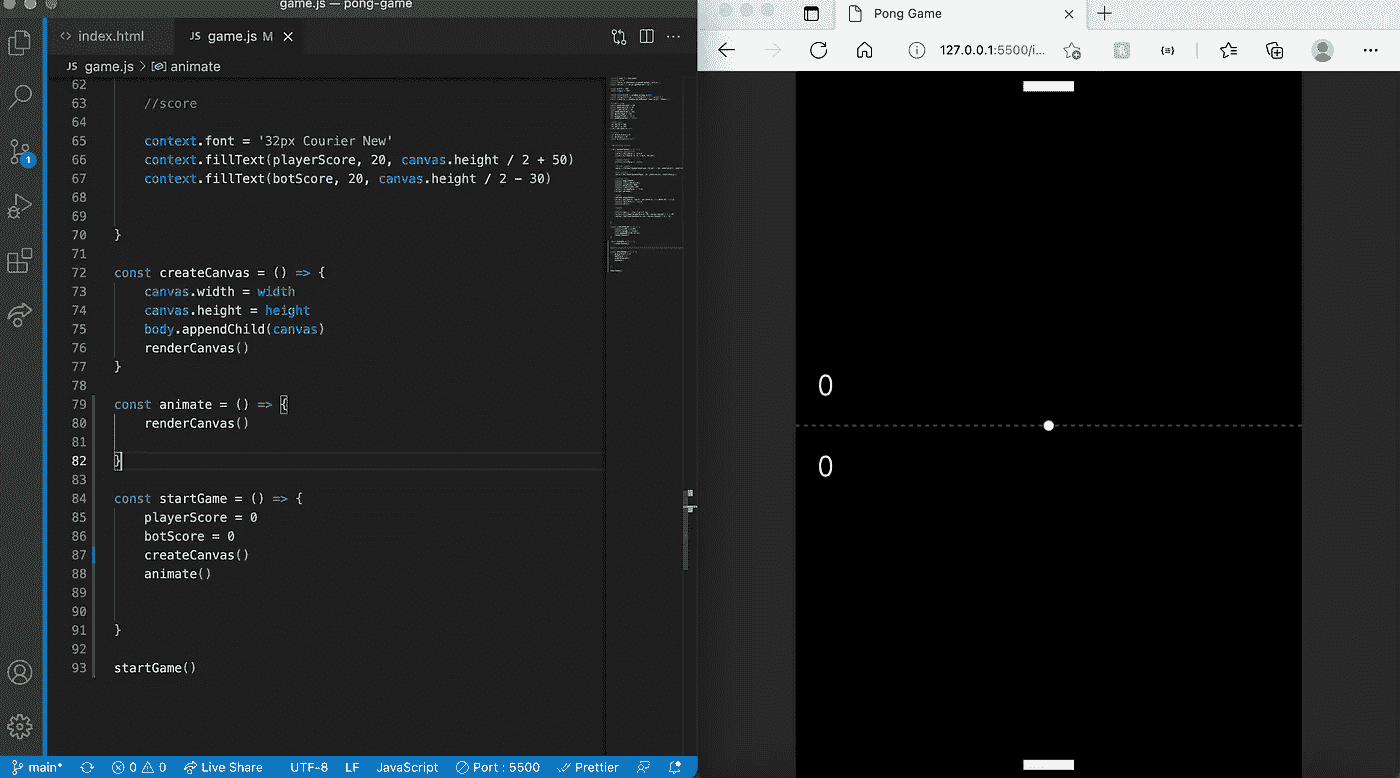 game.js — pong-game
index.html
JS game.js M
JS game.js > animate
62
63 //score
64
65 context.font = '32px Courier New'
66 context.fillText(playerScore, 20, canvas.height / 2 + 50)
67 context.fillText(botScore, 20, canvas.height / 2 - 30)
68
69
70 }
71
72 const createCanvas = () => {
73 canvas.width = width
74 canvas.height = height
75 body.appendChild(canvas)
76 renderCanvas()
77 }
78
79 const animate = () => {
80 renderCanvas()
81
82 }
83
84 const startGame = () => {
85 playerScore = 0
86 botScore = 0
87 createCanvas()
88 animate()
89
90
91 }
92
93 startGame()
1
main* 0 0 Live Share UTF-8 LF JavaScript Port : 5500 Prettier
Pong Game
127.0.0.1:5500/i...
0
0